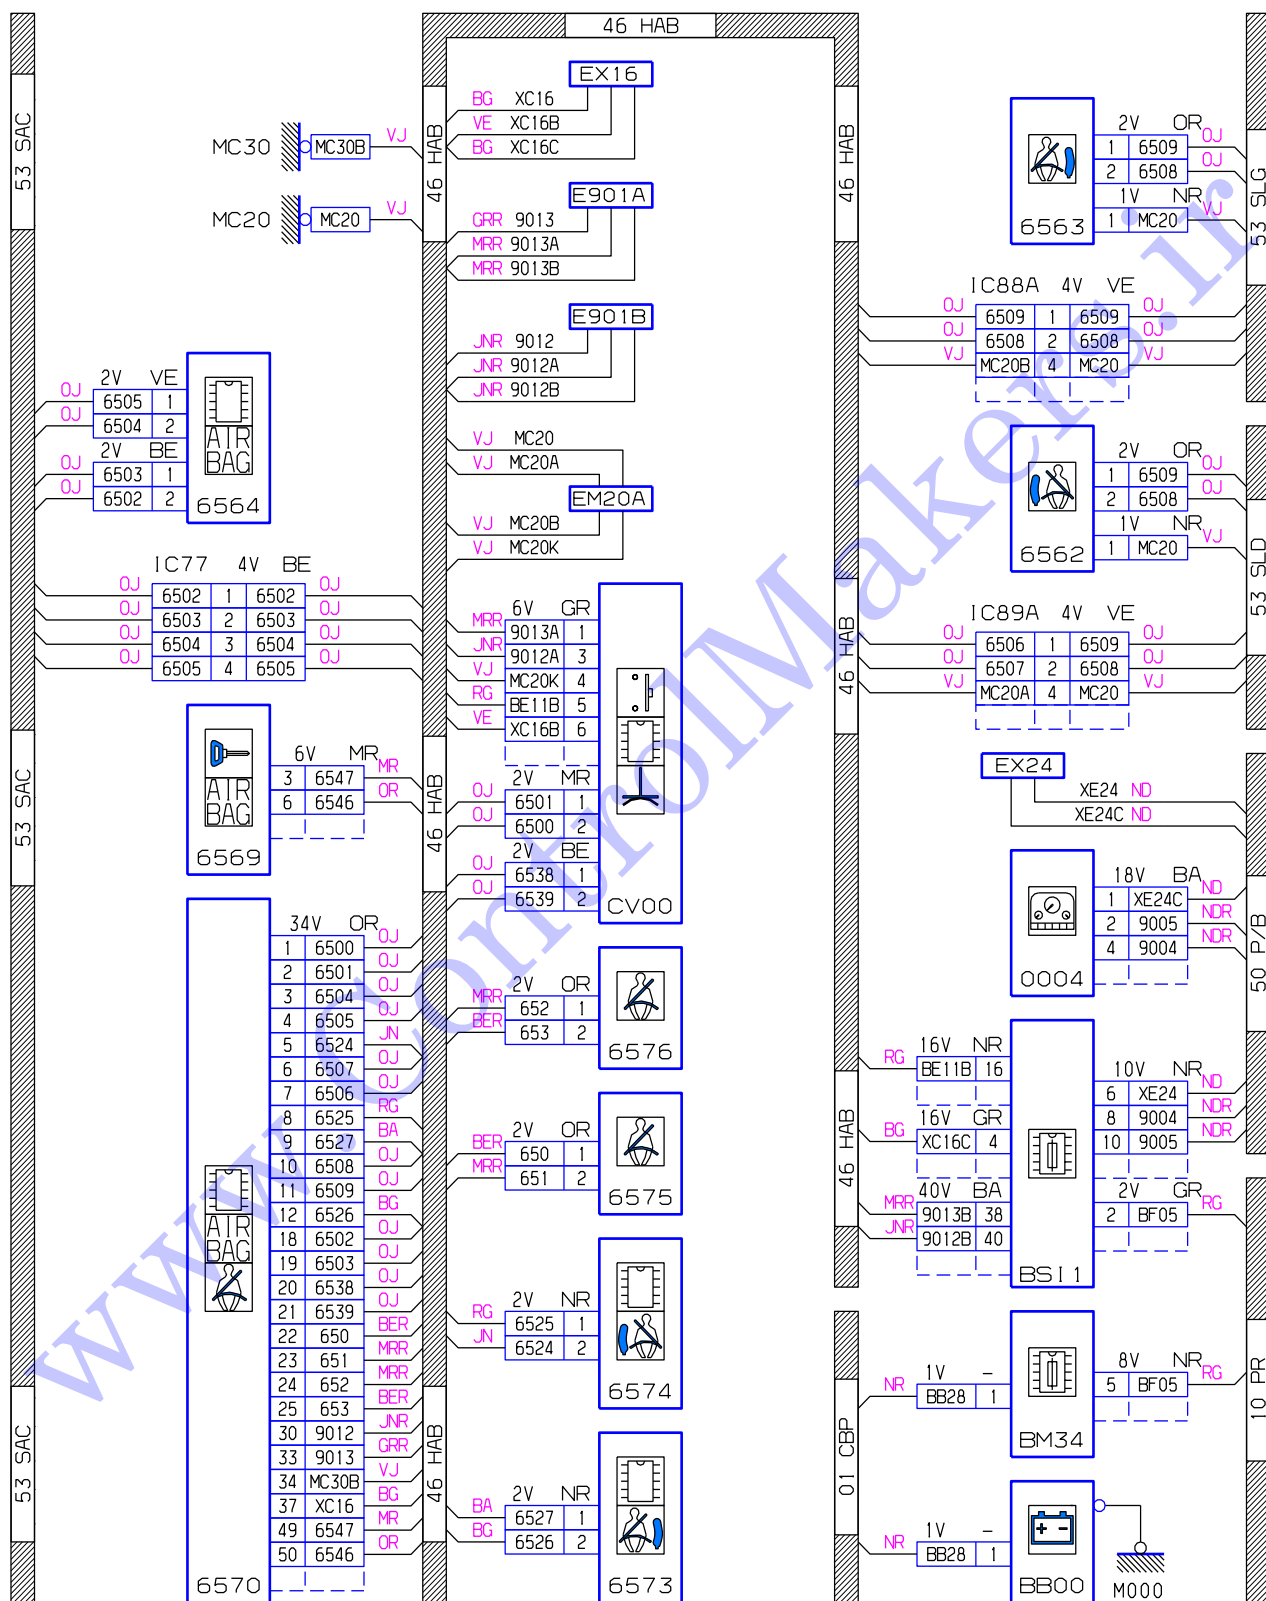 46 HAB
53 SAC
53 SAC
53 SAC
MC30
MC30B
VJ
MC20
MC20
VJ
2V VE
OJ 6505 1
OJ 6504 2
2V BE
OJ 6503 1
OJ 6502 2
AIR
BAG
6564
IC77 4V BE
OJ 6502 1 6502 OJ
OJ 6503 2 6503 OJ
OJ 6504 3 6504 OJ
OJ 6505 4 6505 OJ
AIR
BAG
6569
6V MR
3 6547 MR
6 6546 OR
34V OR
1 6500 OJ
2 6501 OJ
3 6504 OJ
4 6505 OJ
5 6524 JN
6 6507 OJ
7 6506 OJ
8 6525 RG
9 6527 BA
10 6508 OJ
11 6509 OJ
12 6526 BG
18 6502 OJ
19 6503 OJ
20 6538 OJ
21 6539 OJ
22 650 BER
23 651 MRR
24 652 MRR
25 653 BER
30 9012 JNR
33 9013 GRR
34 MC30B VJ
37 XC16 BG
49 6547 MR
50 6546 OR
AIR
BAG
6570
46 HAB
46 HAB
46 HAB
EX16
BG XC16
VE XC16B
BG XC16C
E901A
GRR 9013
MRR 9013A
MRR 9013B
E901B
JNR 9012
JNR 9012A
JNR 9012B
VJ MC20
VJ MC20A
EM20A
VJ MC20B
VJ MC20K
6V GR
MRR 9013A 1
JNR 9012A 3
VJ MC20K 4
RG BE11B 5
VE XC16B 6
2V MR
OJ 6501 1
OJ 6500 2
2V BE
OJ 6538 1
OJ 6539 2
CV00
2V OR
MRR 652 1
BER 653 2
6576
2V OR
BER 650 1
MRR 651 2
6575
2V NR
RG 6525 1
JN 6524 2
6574
2V NR
BA 6527 1
BG 6526 2
6573
46 HAB
46 HAB
46 HAB
01 CBP
2V OR
1 6509 OJ
2 6508 OJ
1V NR
1 MC20 VJ
6563
53 SLG
IC88A 4V VE
OJ 6509 1 6509 OJ
OJ 6508 2 6508 OJ
VJ MC20B 4 MC20 VJ
2V OR
1 6509 OJ
2 6508 OJ
1V NR
1 MC20 VJ
6562
53 SLD
IC89A 4V VE
OJ 6506 1 6509 OJ
OJ 6507 2 6508 OJ
VJ MC20A 4 MC20 VJ
EX24
XE24 ND
XE24C ND
18V BA
1 XE24C ND
2 9005 NDR
4 9004 NDR
0004
50 P/B
16V NR
RG BE11B 16
16V GR
BG XC16C 4
40V BA
MRR 9013B 38
JNR 9012B 40
10V NR
6 XE24 ND
8 9004 NDR
10 9005 NDR
2V GR
2 BF05 RG
BSI1
1V -
NR BB28 1
8V NR
5 BF05 RG
BM34
10 PR
1V -
NR BB28 1
+ -
BB00
M000
www.ControlMakers.ir